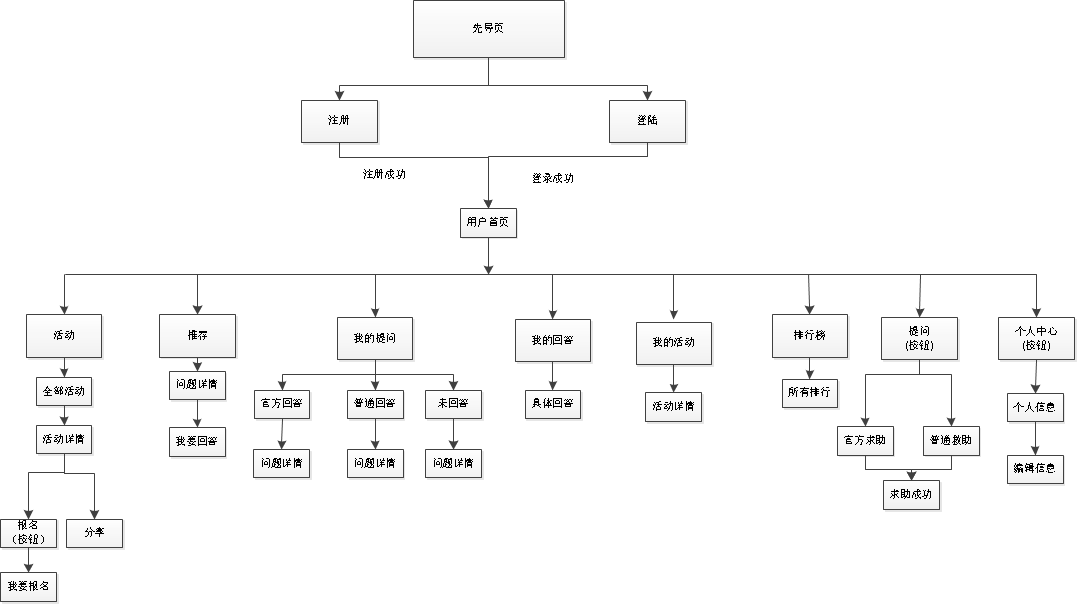 先导页
注册
登陆
注册成功
登录成功
用户首页
活动
推荐
我的提问
我的回答
我的活动
排行榜
提问
(按钮)
个人中心
(按钮)
全部活动
问题详情
官方回答
普通回答
未回答
具体回答
活动详情
所有排行
个人信息
活动详情
我要回答
问题详情
问题详情
问题详情
官方求助
普通救助
编辑信息
求助成功
报名
(按钮)
分享
我要报名